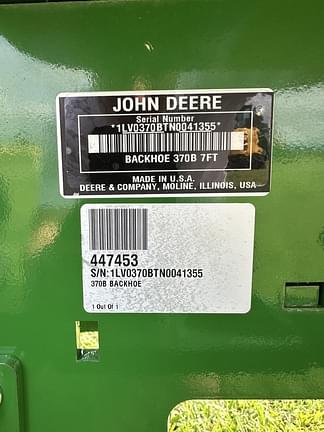 JOHN DEERE
Serial Number
*1LV0370BTN0041355*
BACKHOE 370B 7FT
MADE IN U.S.A.
DEERE & COMPANY, MOLINE, ILLINOIS, USA
447453
S/N:1LV0370BTN0041355
370B BACKHOE
1 Out Of 1